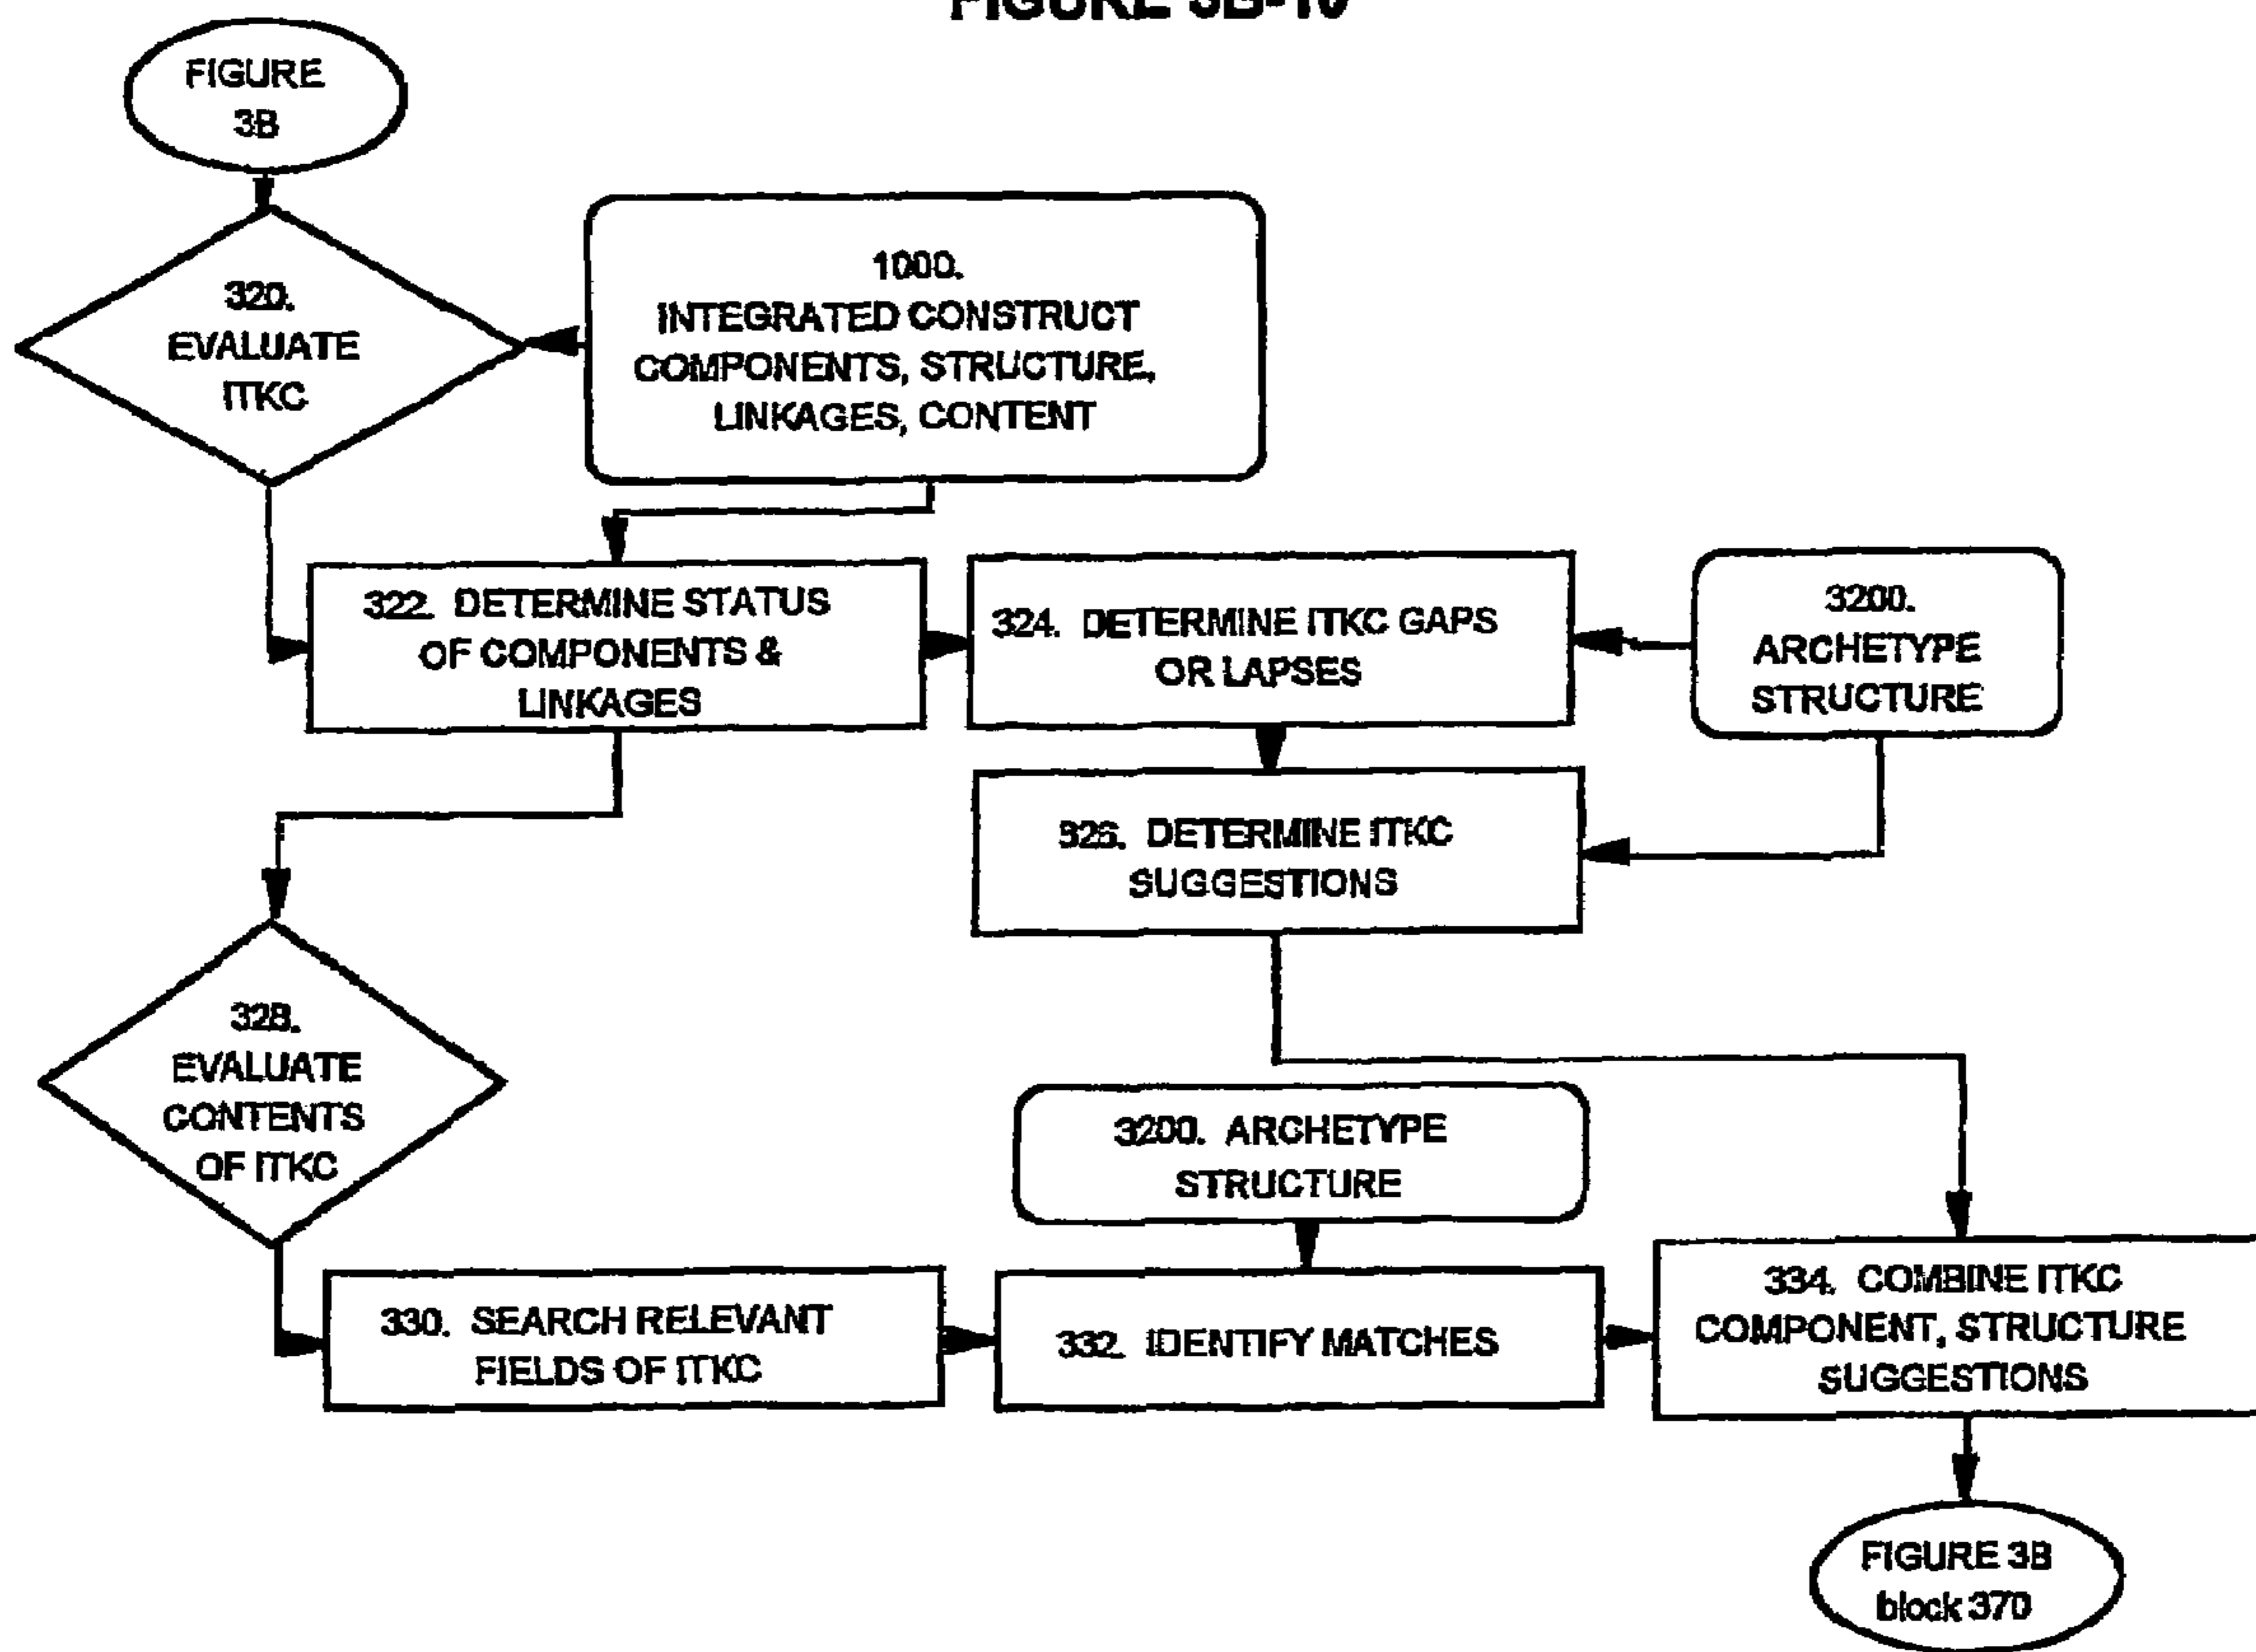 FIGURE 3B-10
FIGURE
3B
320.
EVALUATE
ITKC
1000.
INTEGRATED CONSTRUCT
COMPONENTS, STRUCTURE,
LINKAGES, CONTENT
322. DETERMINE STATUS
OF COMPONENTS &
LINKAGES
324. DETERMINE ITKC GAPS
OR LAPSES
3200.
ARCHETYPE
STRUCTURE
326. DETERMINE ITKC
SUGGESTIONS
328.
EVALUATE
CONTENTS
OF ITKC
3200. ARCHETYPE
STRUCTURE
330. SEARCH RELEVANT
FIELDS OF ITKC
332. IDENTIFY MATCHES
334. COMBINE ITKC
COMPONENT, STRUCTURE
SUGGESTIONS
FIGURE 3B
block 370